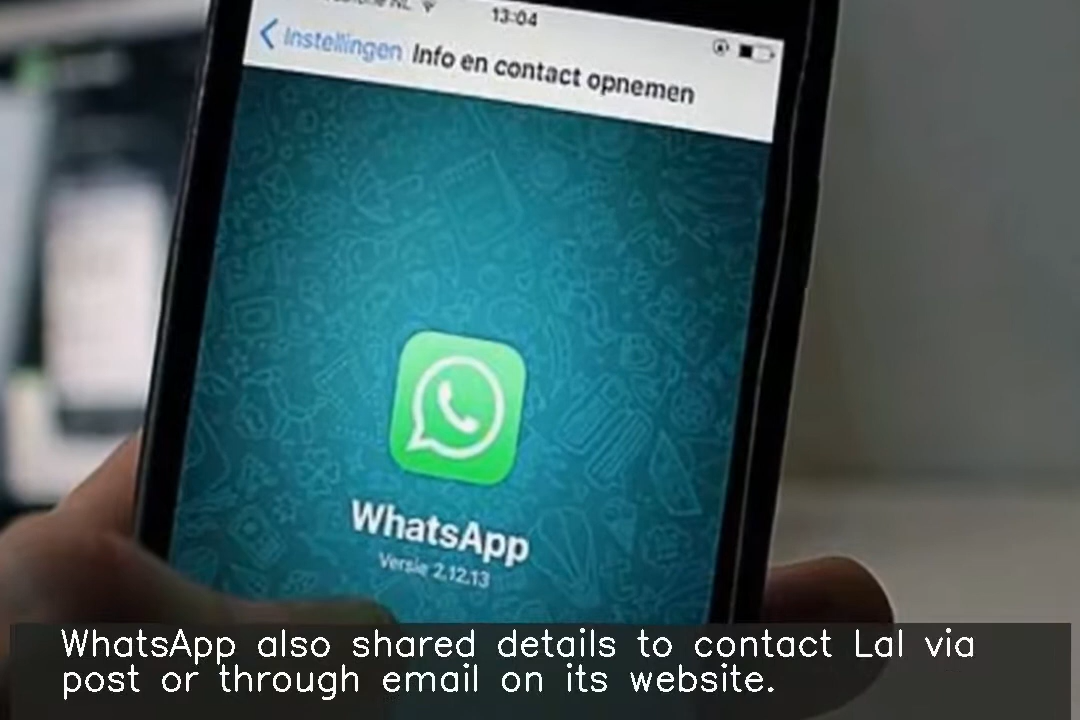 NL 13:04
Instellingen Info en contact opnemen
WhatsApp
Versie 2.12.13
WhatsApp also shared details to contact Lal via
post or through email on its website.